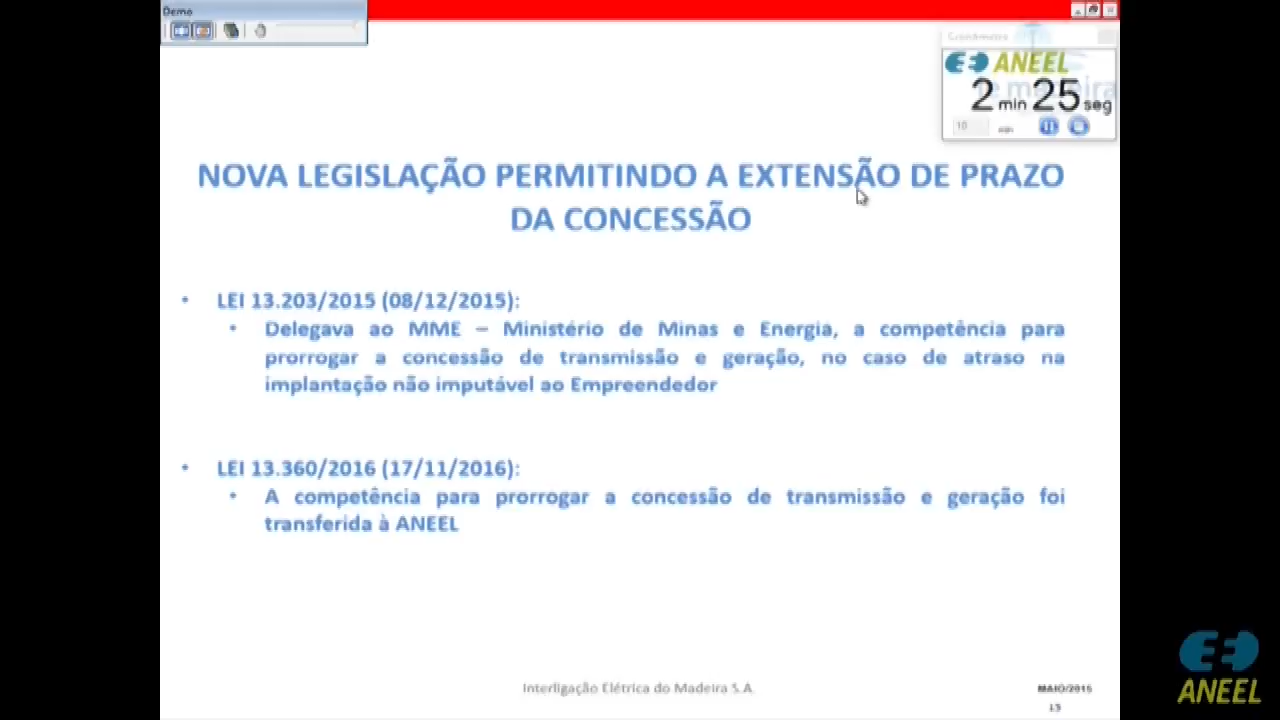 Demo
Cronômetro
ANEEL
2 min 25 seg
10 min
NOVA LEGISLAÇÃO PERMITINDO A EXTENSÃO DE PRAZO
DA CONCESSÃO
• LEI 13.203/2015 (08/12/2015):
• Delegava ao MME – Ministério de Minas e Energia, a competência para
prorrogar a concessão de transmissão e geração, no caso de atraso na
implantação não imputável ao Empreendedor
• LEI 13.360/2016 (17/11/2016):
• A competência para prorrogar a concessão de transmissão e geração foi
transferida à ANEEL
Interligação Elétrica do Madeira S.A.
MAIO/2015
13
ANEEL